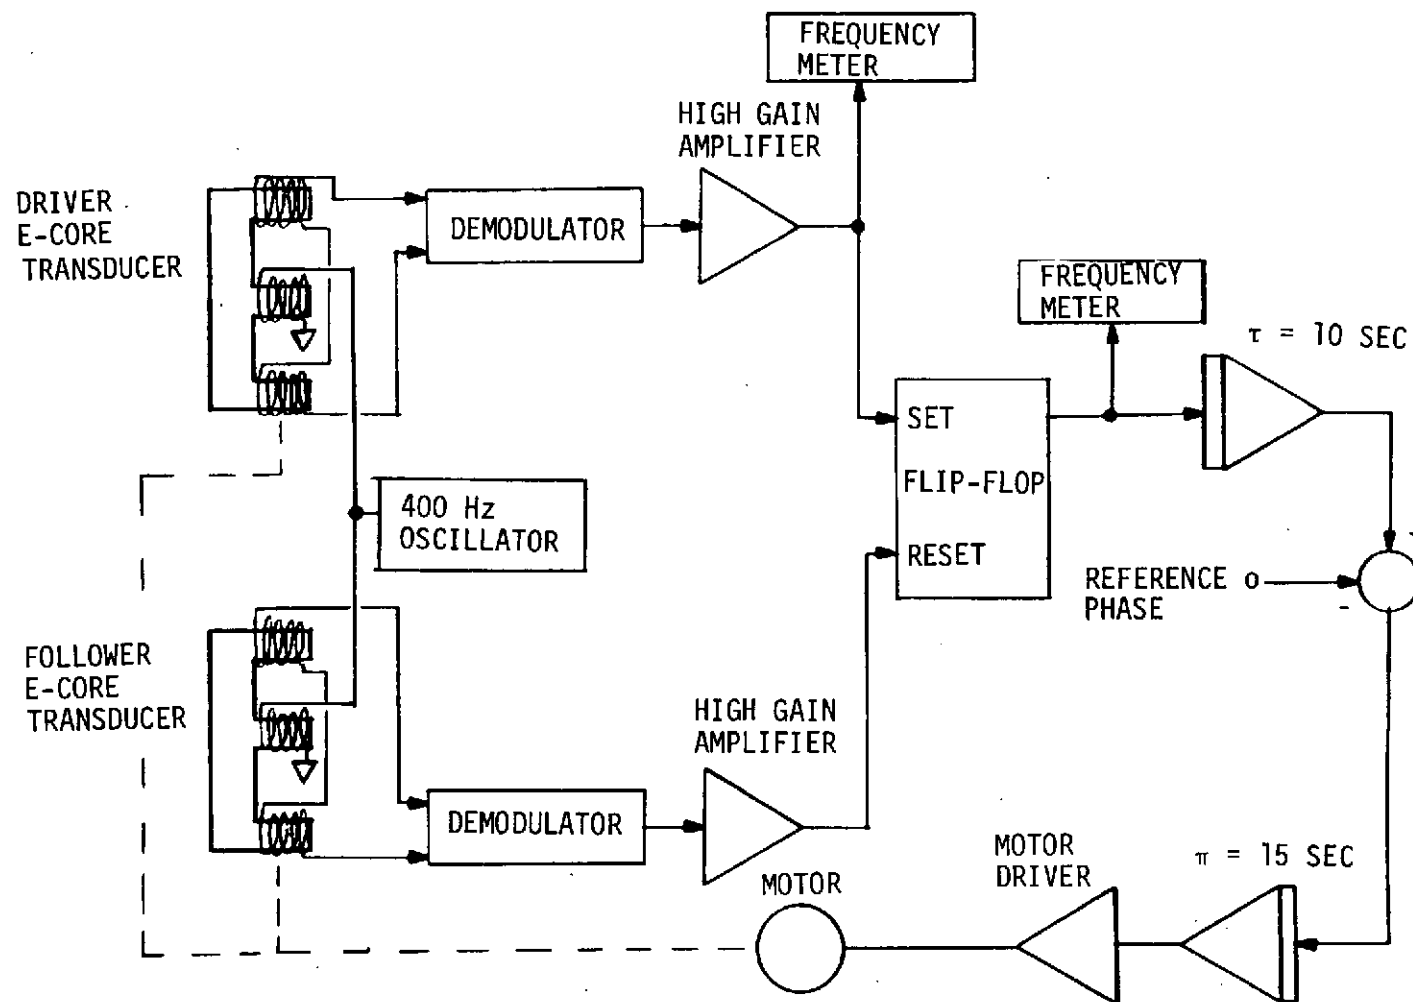 FREQUENCY
METER
HIGH GAIN
AMPLIFIER
DRIVER
E-CORE
TRANSDUCER
DEMODULATOR
FREQUENCY
METER
τ = 10 SEC
SET
FLIP-FLOP
RESET
400 Hz
OSCILLATOR
REFERENCE
PHASE
-
FOLLOWER
E-CORE
TRANSDUCER
HIGH GAIN
AMPLIFIER
DEMODULATOR
MOTOR
MOTOR
DRIVER
π = 15 SEC